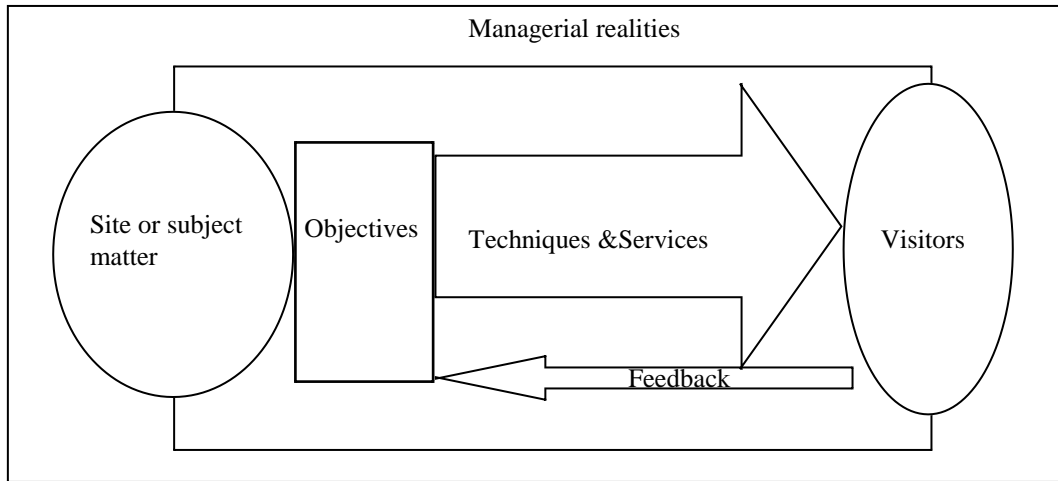 Managerial realities
Site or subject
matter
Objectives
Techniques &Services
Visitors
Feedback